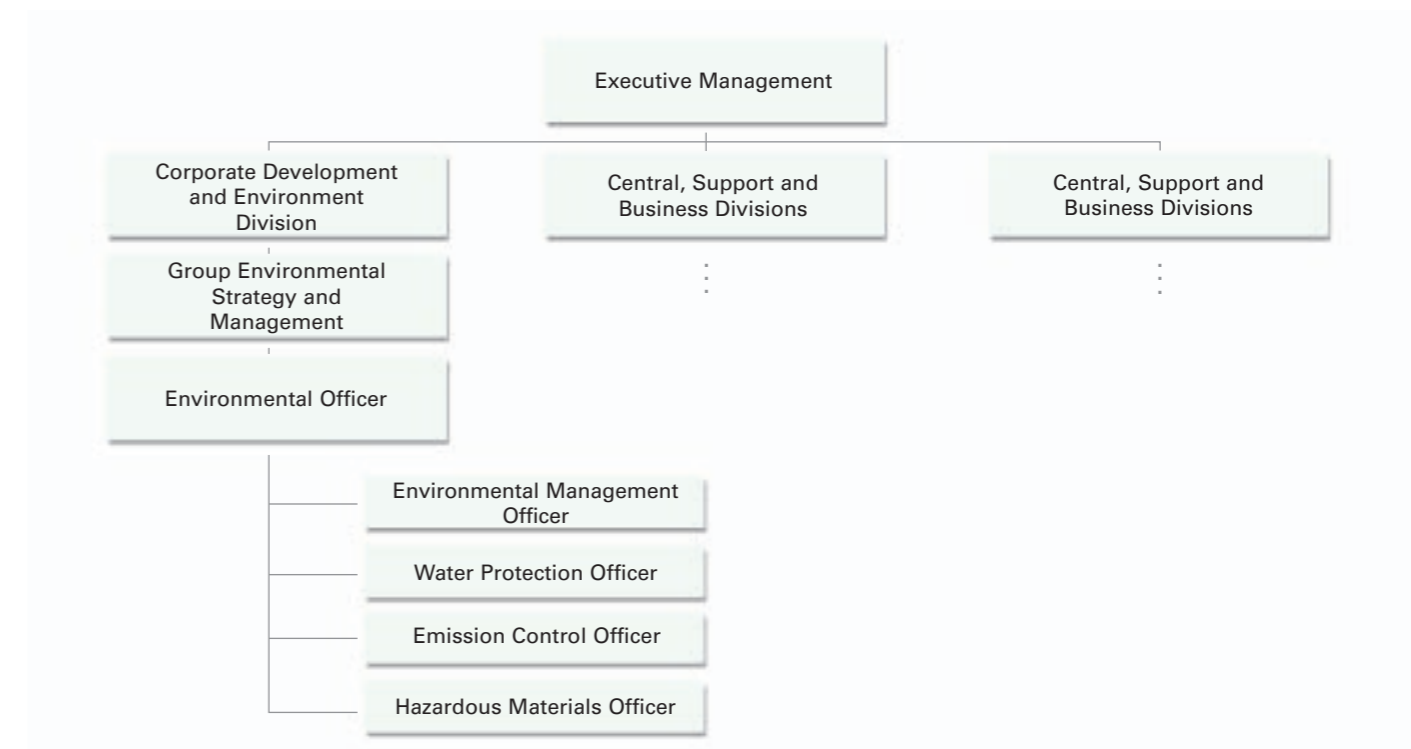 Executive Management
Corporate Development
and Environment
Division
Central, Support and
Business Divisions
Central, Support and
Business Divisions
Group Environmental
Strategy and
Management
Environmental Officer
Environmental Management
Officer
Water Protection Officer
Emission Control Officer
Hazardous Materials Officer